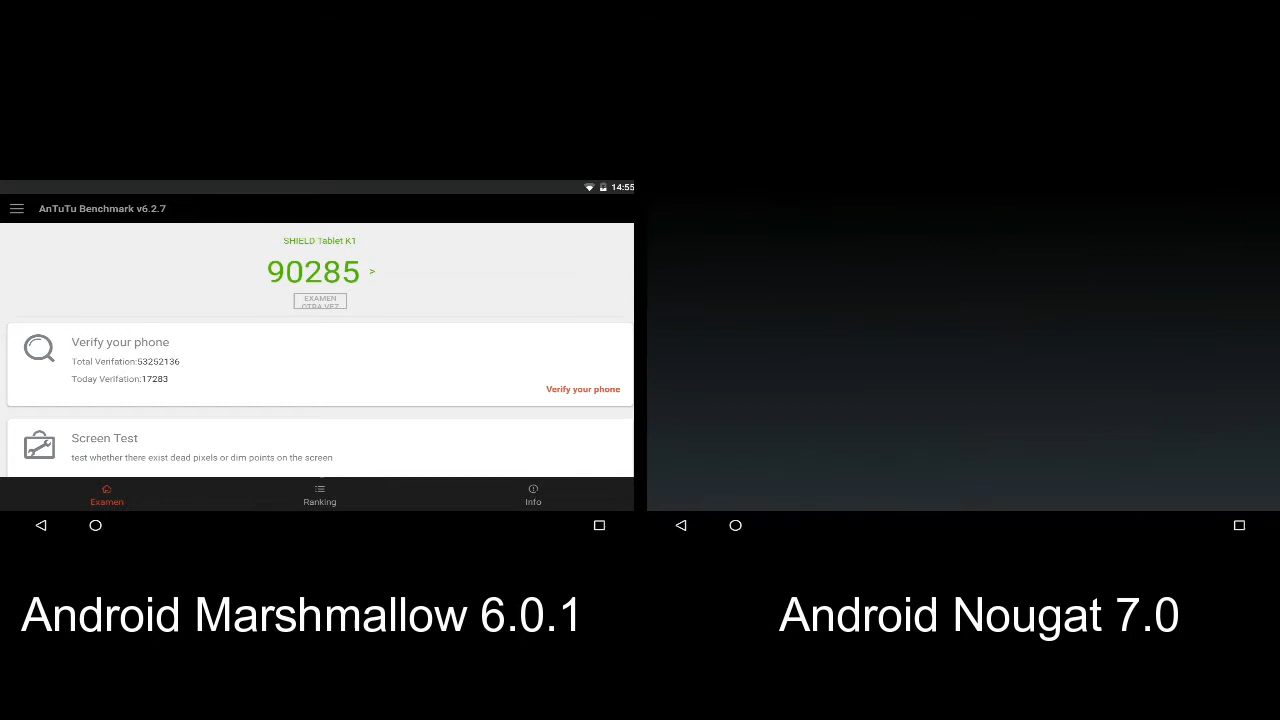 14:55
AnTuTu Benchmark v6.2.7
SHIELD Tablet K1
90285 >
EXAMEN
OTRA VEZ
Verify your phone
Total Verifation:53252136
Today Verifation:17283
Verify your phone
Screen Test
test whether there exist dead pixels or dim points on the screen
Examen
Ranking
Info
Android Marshmallow 6.0.1
Android Nougat 7.0